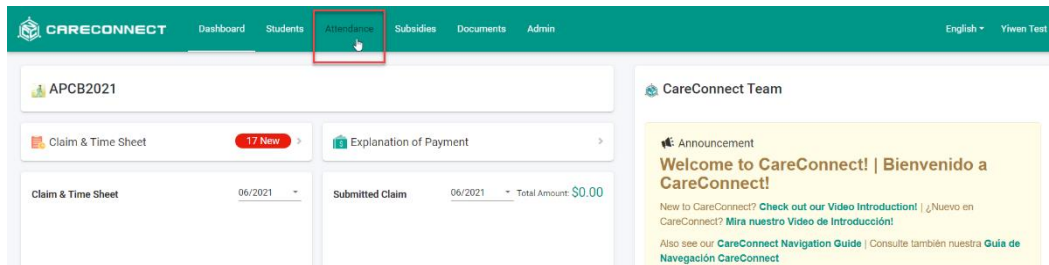 CARECONNECT
Dashboard Students Attendance Subsidies Documents Admin
English Yiwen Test
APCB2021
Claim & Time Sheet 17 New
Explanation of Payment
Claim & Time Sheet 06/2021
Submitted Claim 06/2021 Total Amount: $0.00
CareConnect Team
Announcement
Welcome to CareConnect! | Bienvenido a
CareConnect!
New to CareConnect? Check out our Video Introduction! | ¿Nuevo en
CareConnect? Mira nuestro Video de Introducción!
Also see our CareConnect Navigation Guide | Consulte también nuestra Guía de
Navegación CareConnect